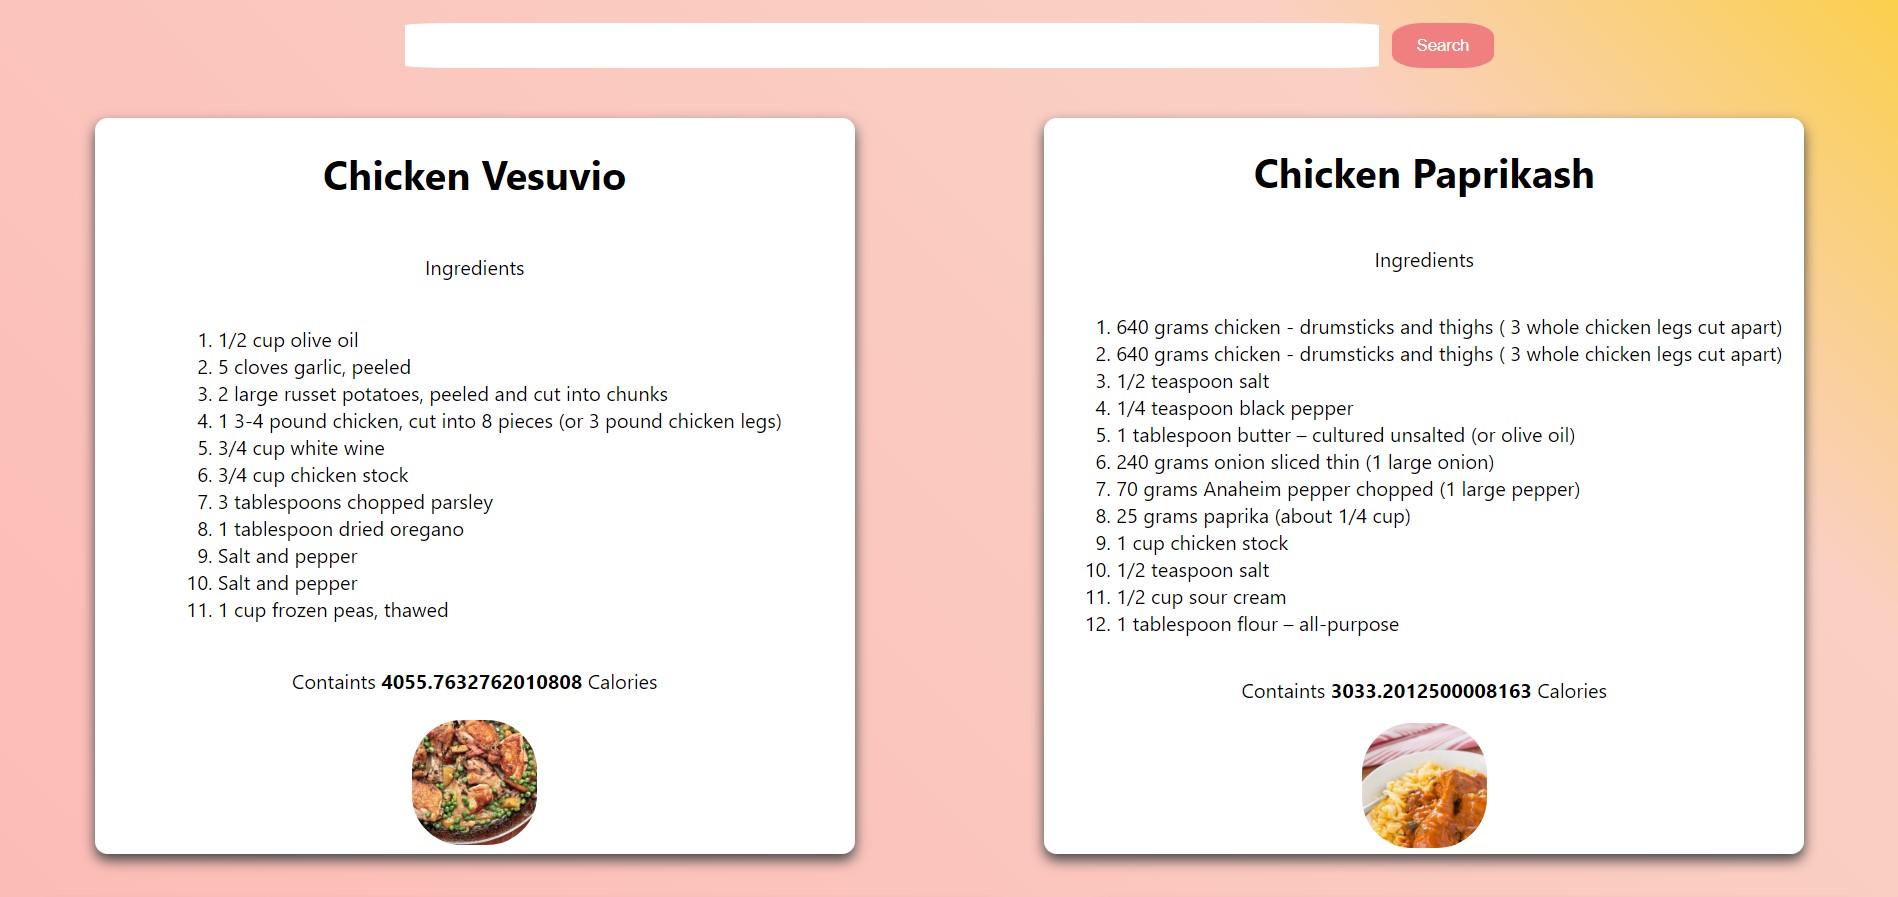 Search
Chicken Vesuvio
Ingredients
1. 1/2 cup olive oil
2. 5 cloves garlic, peeled
3. 2 large russet potatoes, peeled and cut into chunks
4. 1 3-4 pound chicken, cut into 8 pieces (or 3 pound chicken legs)
5. 3/4 cup white wine
6. 3/4 cup chicken stock
7. 3 tablespoons chopped parsley
8. 1 tablespoon dried oregano
9. Salt and pepper
10. Salt and pepper
11. 1 cup frozen peas, thawed
Containts 4055.7632762010808 Calories
Chicken Paprikash
Ingredients
1. 640 grams chicken - drumsticks and thighs ( 3 whole chicken legs cut apart)
2. 640 grams chicken - drumsticks and thighs ( 3 whole chicken legs cut apart)
3. 1/2 teaspoon salt
4. 1/4 teaspoon black pepper
5. 1 tablespoon butter – cultured unsalted (or olive oil)
6. 240 grams onion sliced thin (1 large onion)
7. 70 grams Anaheim pepper chopped (1 large pepper)
8. 25 grams paprika (about 1/4 cup)
9. 1 cup chicken stock
10. 1/2 teaspoon salt
11. 1/2 cup sour cream
12. 1 tablespoon flour – all-purpose
Containts 3033.2012500008163 Calories